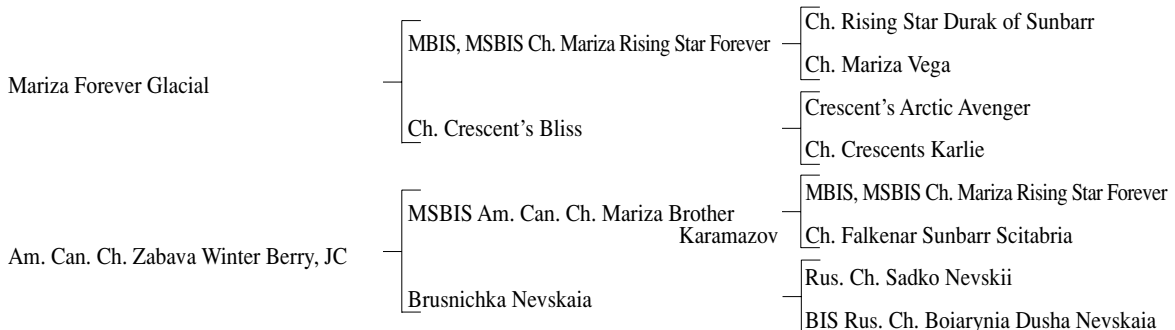 Ch. Rising Star Durak of Sunbarr
MBIS, MSBIS Ch. Mariza Rising Star Forever
Ch. Mariza Vega
Mariza Forever Glacial
Crescent's Arctic Avenger
Ch. Crescent's Bliss
Ch. Crescents Karlie
MBIS, MSBIS Ch. Mariza Rising Star Forever
MSBIS Am. Can. Ch. Mariza Brother
Karamazov
Ch. Falkenar Sunbarr Scitabria
Am. Can. Ch. Zabava Winter Berry, JC
Rus. Ch. Sadko Nevskii
Brusnichka Nevskaia
BIS Rus. Ch. Boiarynia Dusha Nevskaia